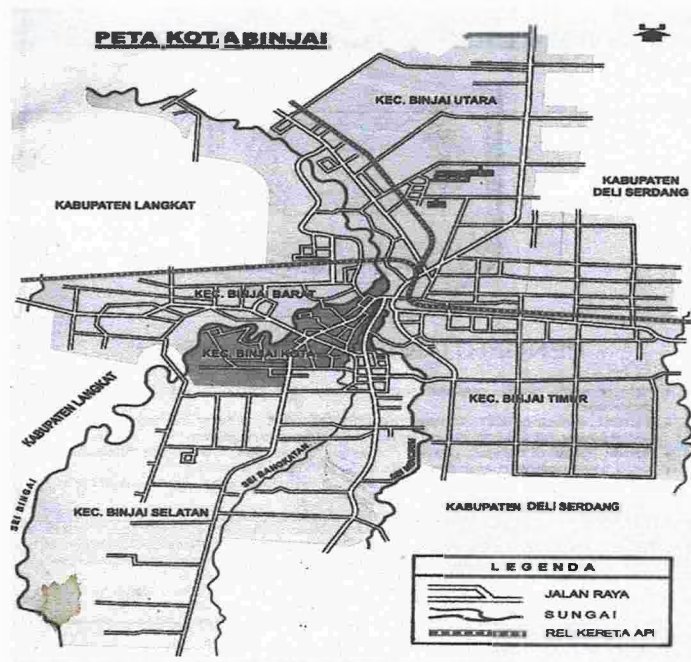 PETA KOT ABINJAI
KEC. BINJAI UTARA
KABUPATEN
DELI SERDANG
KABUPATEN LANGKAT
KEC. BINJAI BARAT
KEC. BINJAI KOTA
KABUPATEN LANGKAT
KEC. BINJAI TIMUR
SEI BANGKATAN
SEI BINGAI
KEC. BINJAI SELATAN
KABUPATEN DELI SERDANG
LEGENDA
JALAN RAYA
SUNGAI
REL KERETA API